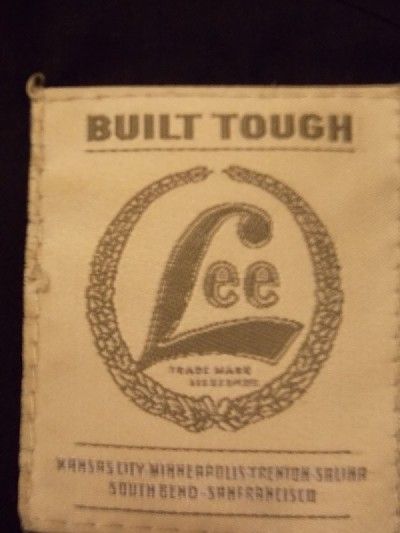 BUILT TOUGH
Lee
TRADE MARK
KANSAS CITY-MINNEAPOLIS-TRENTON-SALINA
SOUTH BEND-SAN FRANCISCO